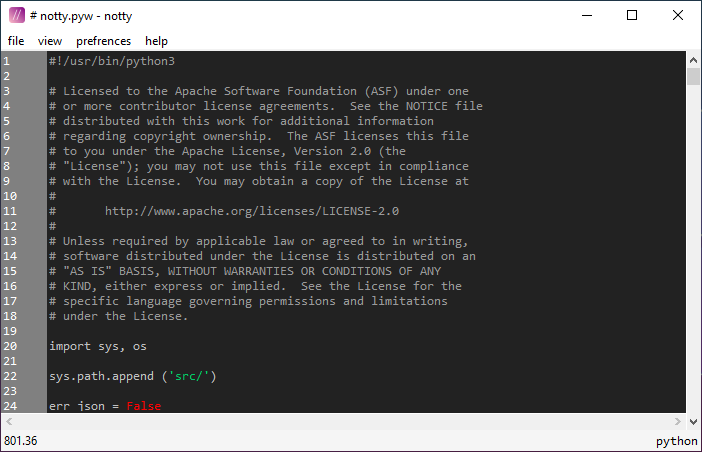 # notty.pyw - notty
file view prefrences help
1 #!/usr/bin/python3
2
3 # Licensed to the Apache Software Foundation (ASF) under one
4 # or more contributor license agreements.  See the NOTICE file
5 # distributed with this work for additional information
6 # regarding copyright ownership.  The ASF licenses this file
7 # to you under the Apache License, Version 2.0 (the
8 # "License"); you may not use this file except in compliance
9 # with the License.  You may obtain a copy of the License at
10 #
11 #       http://www.apache.org/licenses/LICENSE-2.0
12 #
13 # Unless required by applicable law or agreed to in writing,
14 # software distributed under the License is distributed on an
15 # "AS IS" BASIS, WITHOUT WARRANTIES OR CONDITIONS OF ANY
16 # KIND, either express or implied.  See the License for the
17 # specific language governing permissions and limitations
18 # under the License.
19
20 import sys, os
21
22 sys.path.append ('src/')
23
24 err json = False
801.36 python